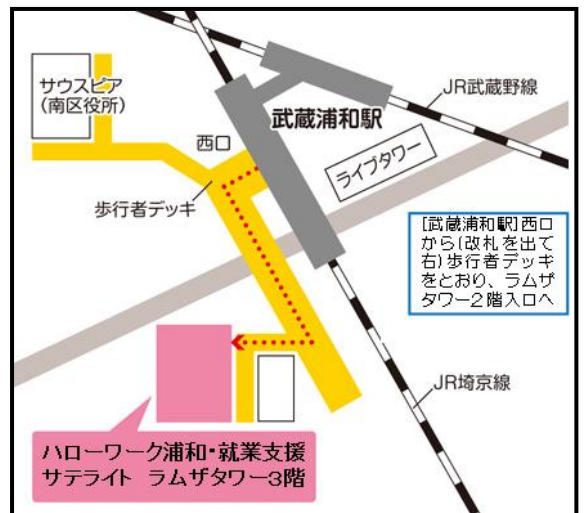 サウスピア
(南区役所)
西口
武蔵浦和駅
JR武蔵野線
ライブタワー
歩行者デッキ
[武蔵浦和駅]西口
から(改札を出て
右)歩行者デッキ
をとおり、ラムザ
タワー2階入口へ
JR埼京線
ハローワーク浦和・就業支援
サテライト ラムザタワー3階